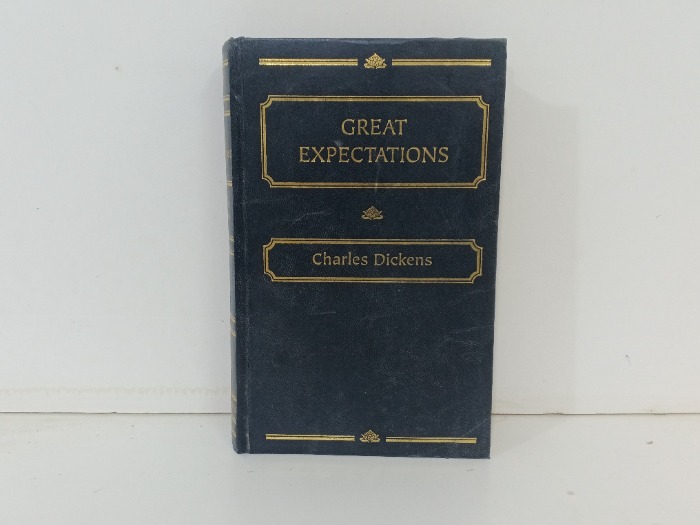 GREAT
EXPECTATIONS
Charles Dickens